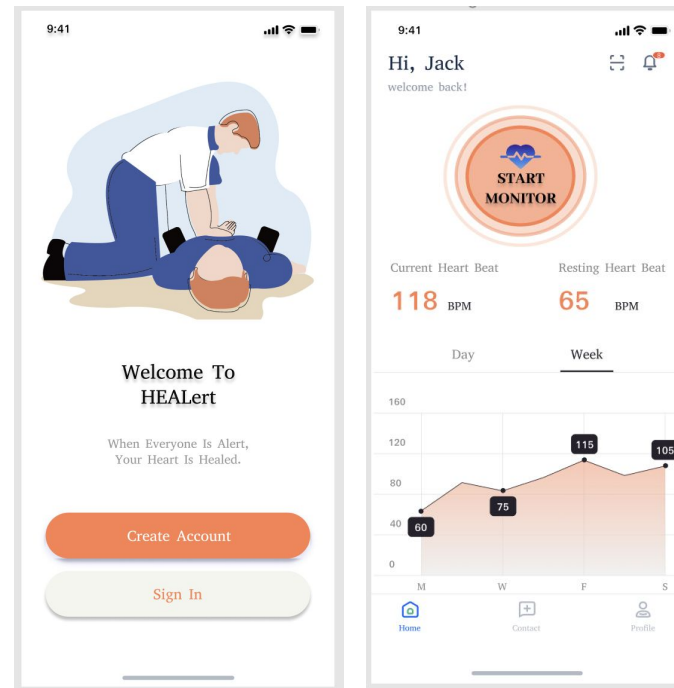 9:41
Welcome To
HEALert
When Everyone Is Alert,
Your Heart Is Healed.
Create Account
Sign In
9:41
Hi, Jack
welcome back!
START
MONITOR
Current Heart Beat
Resting Heart Beat
118 BPM
65 BPM
Day
Week
160
120
80
40
0
115
105
75
60
M
W
F
S
Home
Contact
Profile